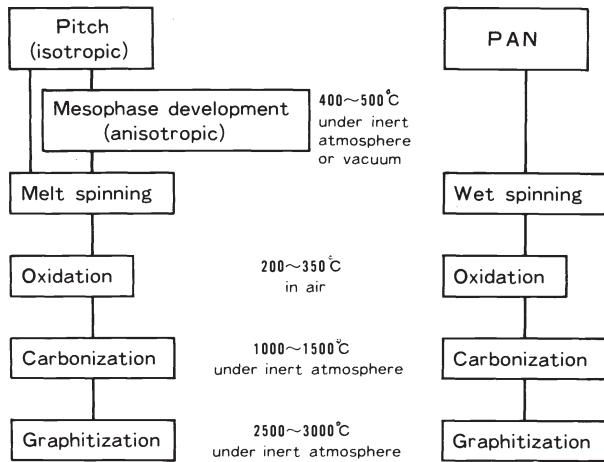 Pitch
(isotropic)
PAN
Mesophase development
(anisotropic)
400~500°C
under inert
atmosphere
or vacuum
Melt spinning
Wet spinning
Oxidation
200~350°C
in air
Oxidation
Carbonization
1000~1500°C
under inert atmosphere
Carbonization
Graphitization
2500~3000°C
under inert atmosphere
Graphitization